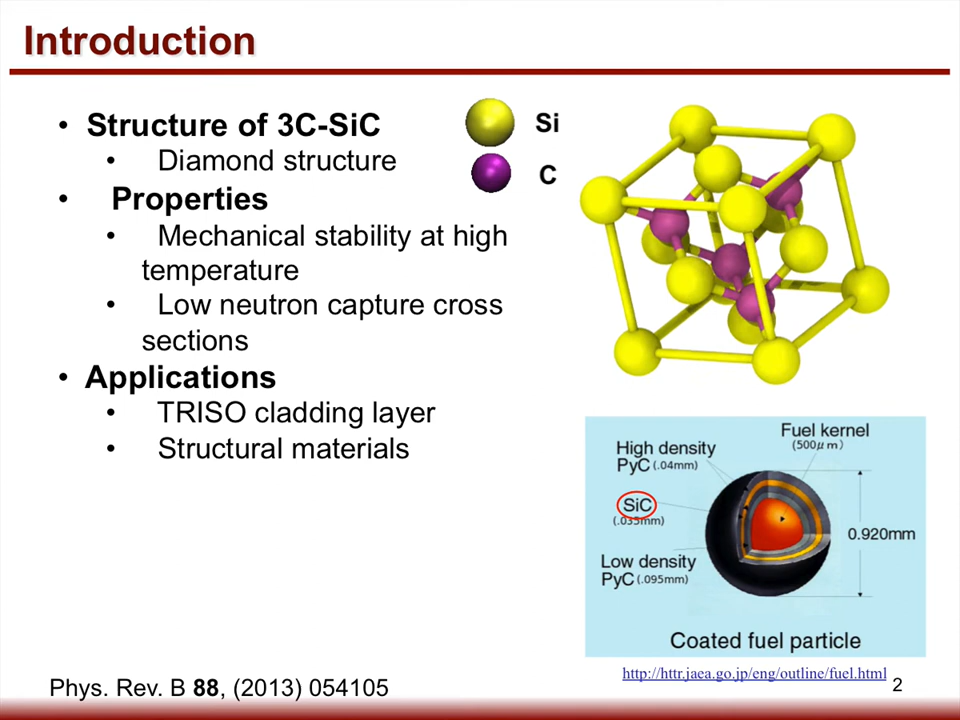 Introduction
• Structure of 3C-SiC
• Diamond structure
• Properties
• Mechanical stability at high
temperature
• Low neutron capture cross
sections
• Applications
• TRISO cladding layer
• Structural materials
Si
C
Fuel kernel
(500μm)
High density
PyC (.04mm)
SiC
(.035mm)
0.920mm
Low density
PyC (.095mm)
Coated fuel particle
http://httr.jaea.go.jp/eng/outline/fuel.html
Phys. Rev. B 88, (2013) 054105
2